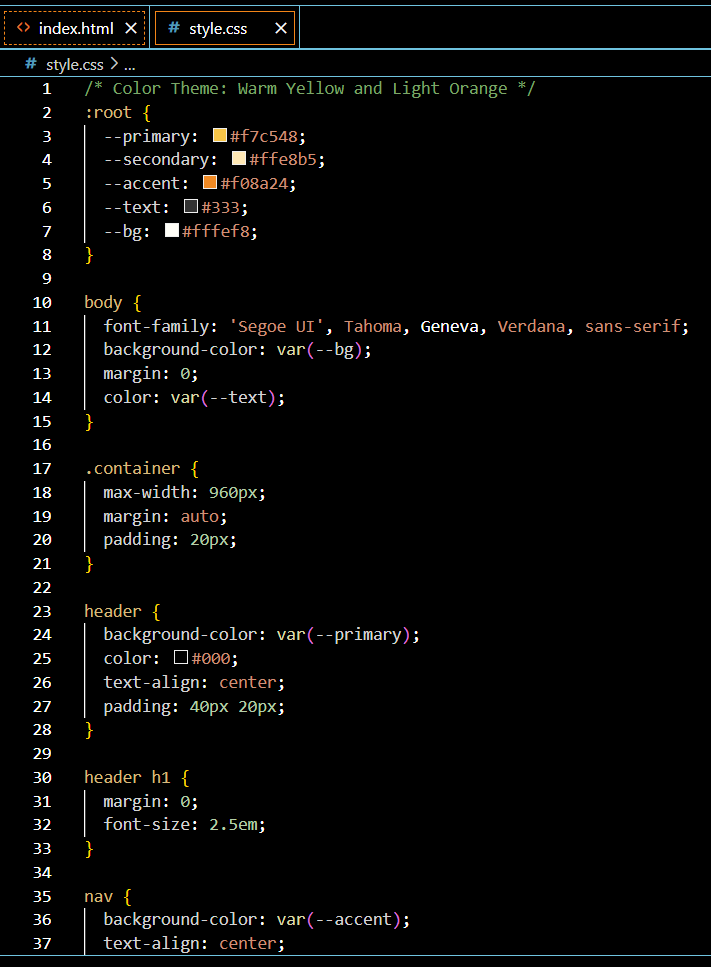 index.html
style.css
# style.css > ...
1 /* Color Theme: Warm Yellow and Light Orange */
2 :root {
3 --primary: #f7c548;
4 --secondary: #ffe8b5;
5 --accent: #f08a24;
6 --text: #333;
7 --bg: #fffef8;
8 }
9
10 body {
11 font-family: 'Segoe UI', Tahoma, Geneva, Verdana, sans-serif;
12 background-color: var(--bg);
13 margin: 0;
14 color: var(--text);
15 }
16
17 .container {
18 max-width: 960px;
19 margin: auto;
20 padding: 20px;
21 }
22
23 header {
24 background-color: var(--primary);
25 color: #000;
26 text-align: center;
27 padding: 40px 20px;
28 }
29
30 header h1 {
31 margin: 0;
32 font-size: 2.5em;
33 }
34
35 nav {
36 background-color: var(--accent);
37 text-align: center;